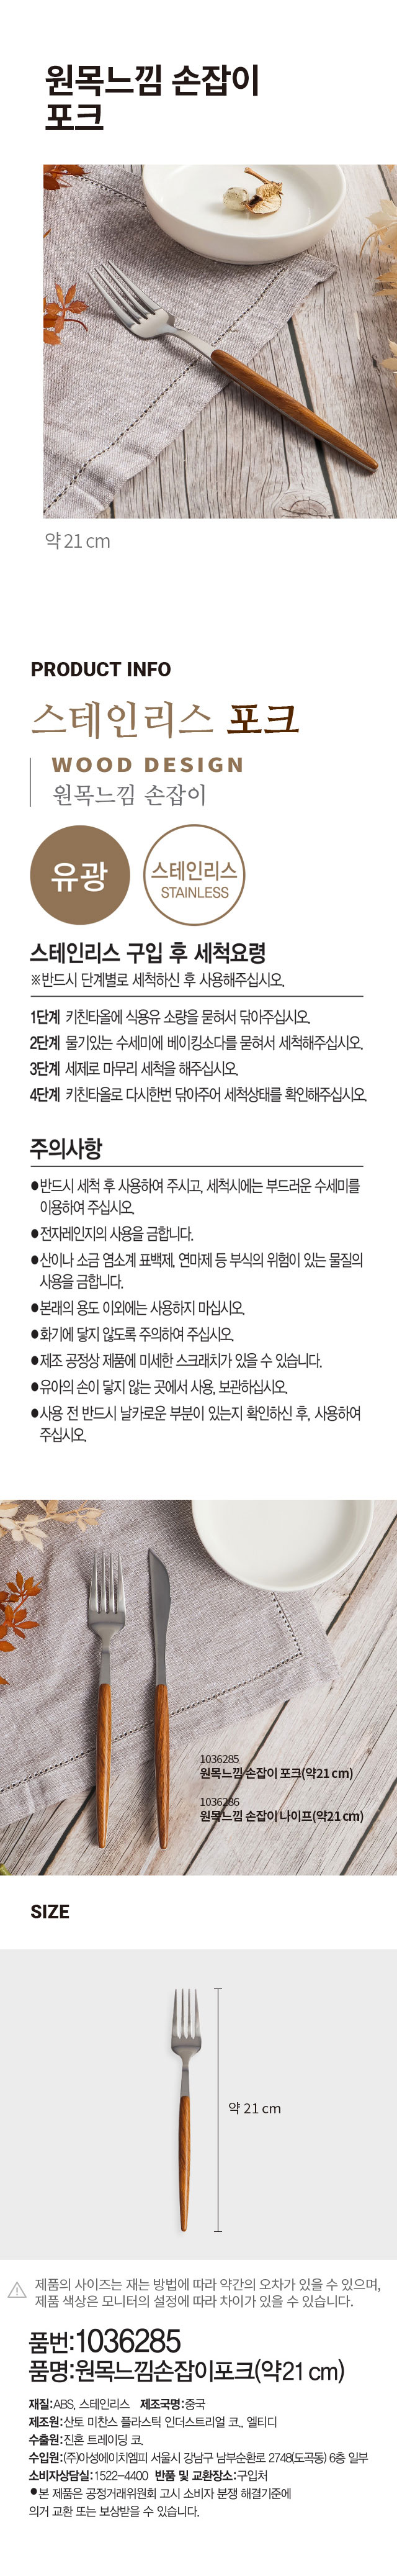 원목느낌 손잡이
포크
약 21 cm
PRODUCT INFO
스테인리스 포크
WOOD DESIGN
원목느낌 손잡이
유광
스테인리스
STAINLESS
스테인리스 구입 후 세척요령
※반드시 단계별로 세척하신 후 사용해주십시오.
1단계 키친타올에 식용유 소량을 묻혀서 닦아주십시오.
2단계 물기있는 수세미에 베이킹소다를 묻혀서 세척해주십시오.
3단계 세제로 마무리 세척을 해주십시오.
4단계 키친타올로 다시한번 닦아주어 세척상태를 확인해주십시오.
주의사항
●반드시 세척 후 사용하여 주시고, 세척시에는 부드러운 수세미를
이용하여 주십시오.
●전자레인지의 사용을 금합니다.
●산이나 소금 염소계 표백제, 연마제 등 부식의 위험이 있는 물질의
사용을 금합니다.
●본래의 용도 이외에는 사용하지 마십시오.
●화기에 닿지 않도록 주의하여 주십시오.
●제조 공정상 제품에 미세한 스크래치가 있을 수 있습니다.
●유아의 손이 닿지 않는 곳에서 사용, 보관하십시오.
●사용 전 반드시 날카로운 부분이 있는지 확인하신 후, 사용하여
주십시오.
1036285
원목느낌 손잡이 포크(약21 cm)
1036286
원목느낌 손잡이 나이프(약21 cm)
SIZE
약 21 cm
제품의 사이즈는 재는 방법에 따라 약간의 오차가 있을 수 있으며,
제품 색상은 모니터의 설정에 따라 차이가 있을 수 있습니다.
품번:1036285
품명:원목느낌손잡이포크(약21 cm)
재질:ABS, 스테인리스 제조국명:중국
제조원:산토 미찬스 플라스틱 인더스트리얼 코., 엘티디
수출원:진혼 트레이딩 코.
수입원:(주)아성에이치엠피 서울시 강남구 남부순환로 2748(도곡동) 6층 일부
소비자상담실:1522-4400 반품 및 교환장소:구입처
●본 제품은 공정거래위원회 고시 소비자 분쟁 해결기준에
의거 교환 또는 보상받을 수 있습니다.